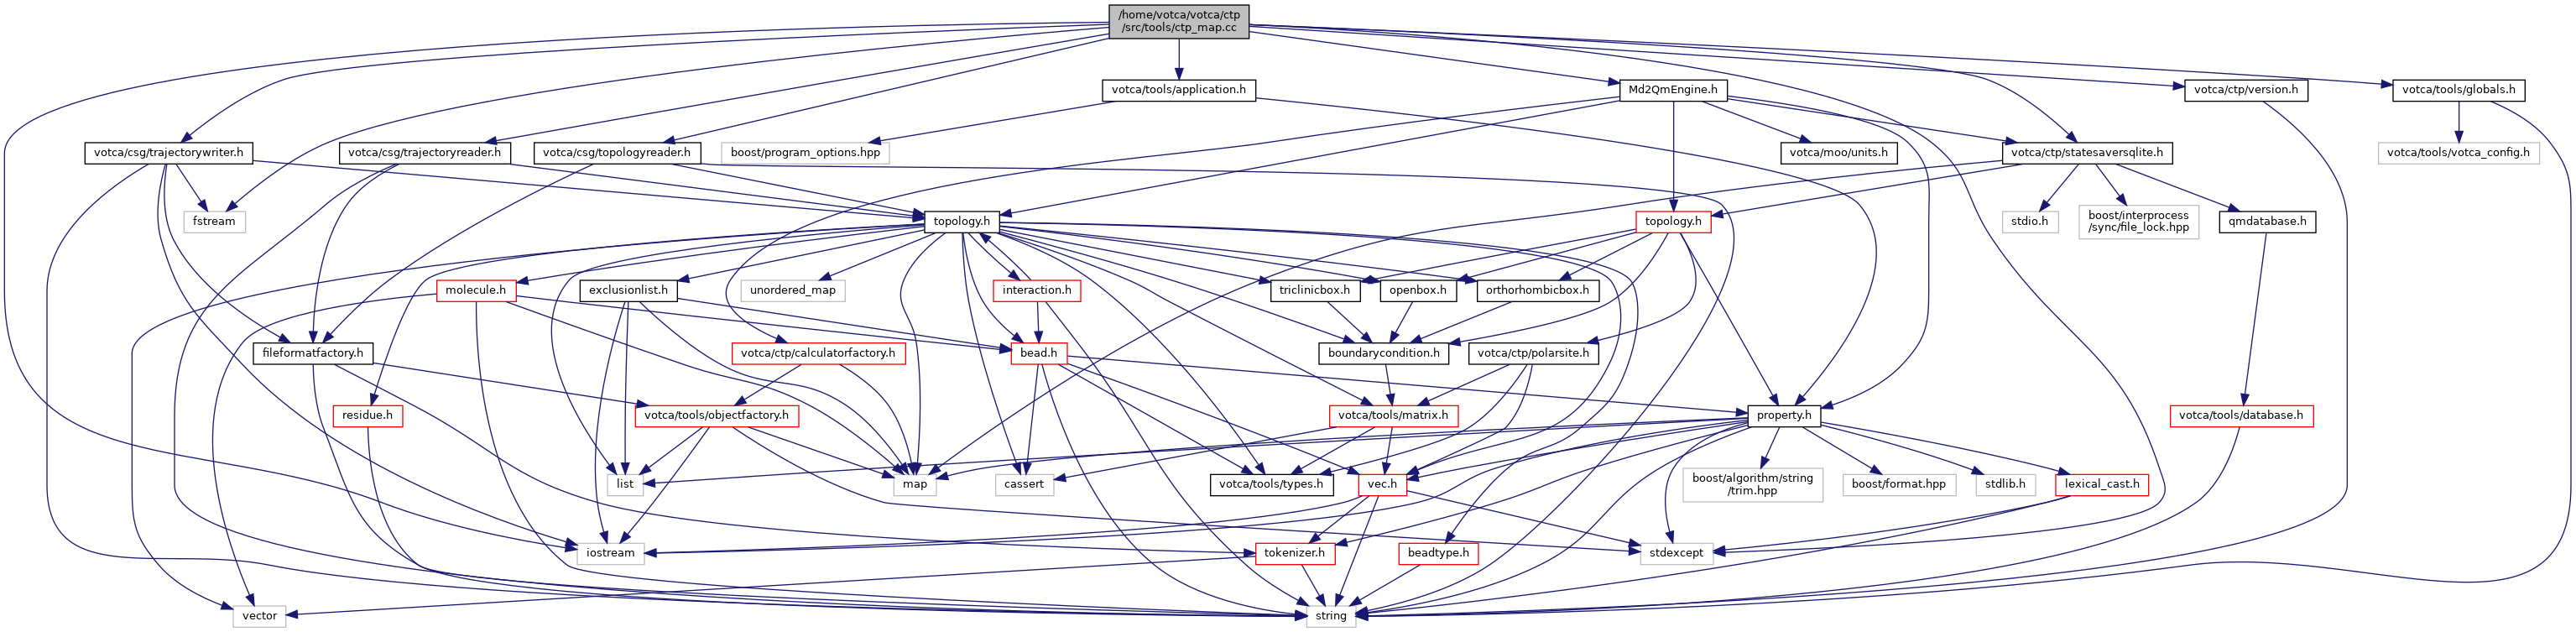 /home/votca/votca/ctp
/src/tools/ctp_map.cc
votca/tools/application.h
Md2QmEngine.h
votca/ctp/version.h
votca/tools/globals.h
votca/csg/trajectorywriter.h
votca/csg/trajectoryreader.h
votca/csg/topologyreader.h
boost/program_options.hpp
votca/moo/units.h
votca/ctp/statesaversqlite.h
votca/tools/votca_config.h
fstream
topology.h
topology.h
stdio.h
boost/interprocess
/sync/file_lock.hpp
qmdatabase.h
molecule.h
exclusionlist.h
unordered_map
interaction.h
triclinicbox.h
openbox.h
orthorhombicbox.h
fileformatfactory.h
votca/ctp/calculatorfactory.h
bead.h
boundarycondition.h
votca/ctp/polarsite.h
residue.h
votca/tools/objectfactory.h
votca/tools/matrix.h
property.h
votca/tools/database.h
list
map
cassert
votca/tools/types.h
vec.h
boost/algorithm/string
/trim.hpp
boost/format.hpp
stdlib.h
lexical_cast.h
iostream
tokenizer.h
beadtype.h
stdexcept
vector
string